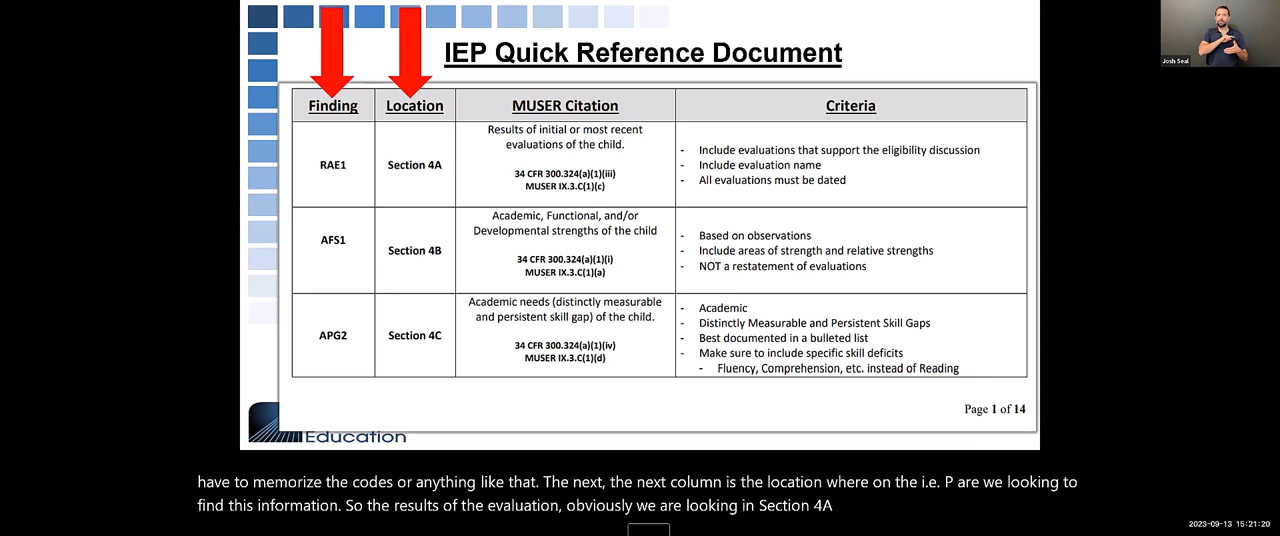 IEP Quick Reference Document
Josh Seal
Finding Location MUSER Citation Criteria
RAE1
Section 4A
Results of initial or most recent
evaluations of the child.
34 CFR 300.324(a)(1)(iii)
MUSER IX.3.C(1)(c)
- Include evaluations that support the eligibility discussion
- Include evaluation name
- All evaluations must be dated
AFS1
Section 4B
Academic, Functional, and/or
Developmental strengths of the child
34 CFR 300.324(a)(1)(i)
MUSER IX.3.C(1)(a)
- Based on observations
- Include areas of strength and relative strengths
- NOT a restatement of evaluations
APG2
Section 4C
Academic needs (distinctly measurable
and persistent skill gap) of the child.
34 CFR 300.324(a)(1)(iv)
MUSER IX.3.C(1)(d)
- Academic
- Distinctly Measurable and Persistent Skill Gaps
- Best documented in a bulleted list
- Make sure to include specific skill deficits
- Fluency, Comprehension, etc. instead of Reading
Page 1 of 14
Education
have to memorize the codes or anything like that. The next, the next column is the location where on the i.e. P are we looking to
find this information. So the results of the evaluation, obviously we are looking in Section 4A
2023-09-13 15:21:20